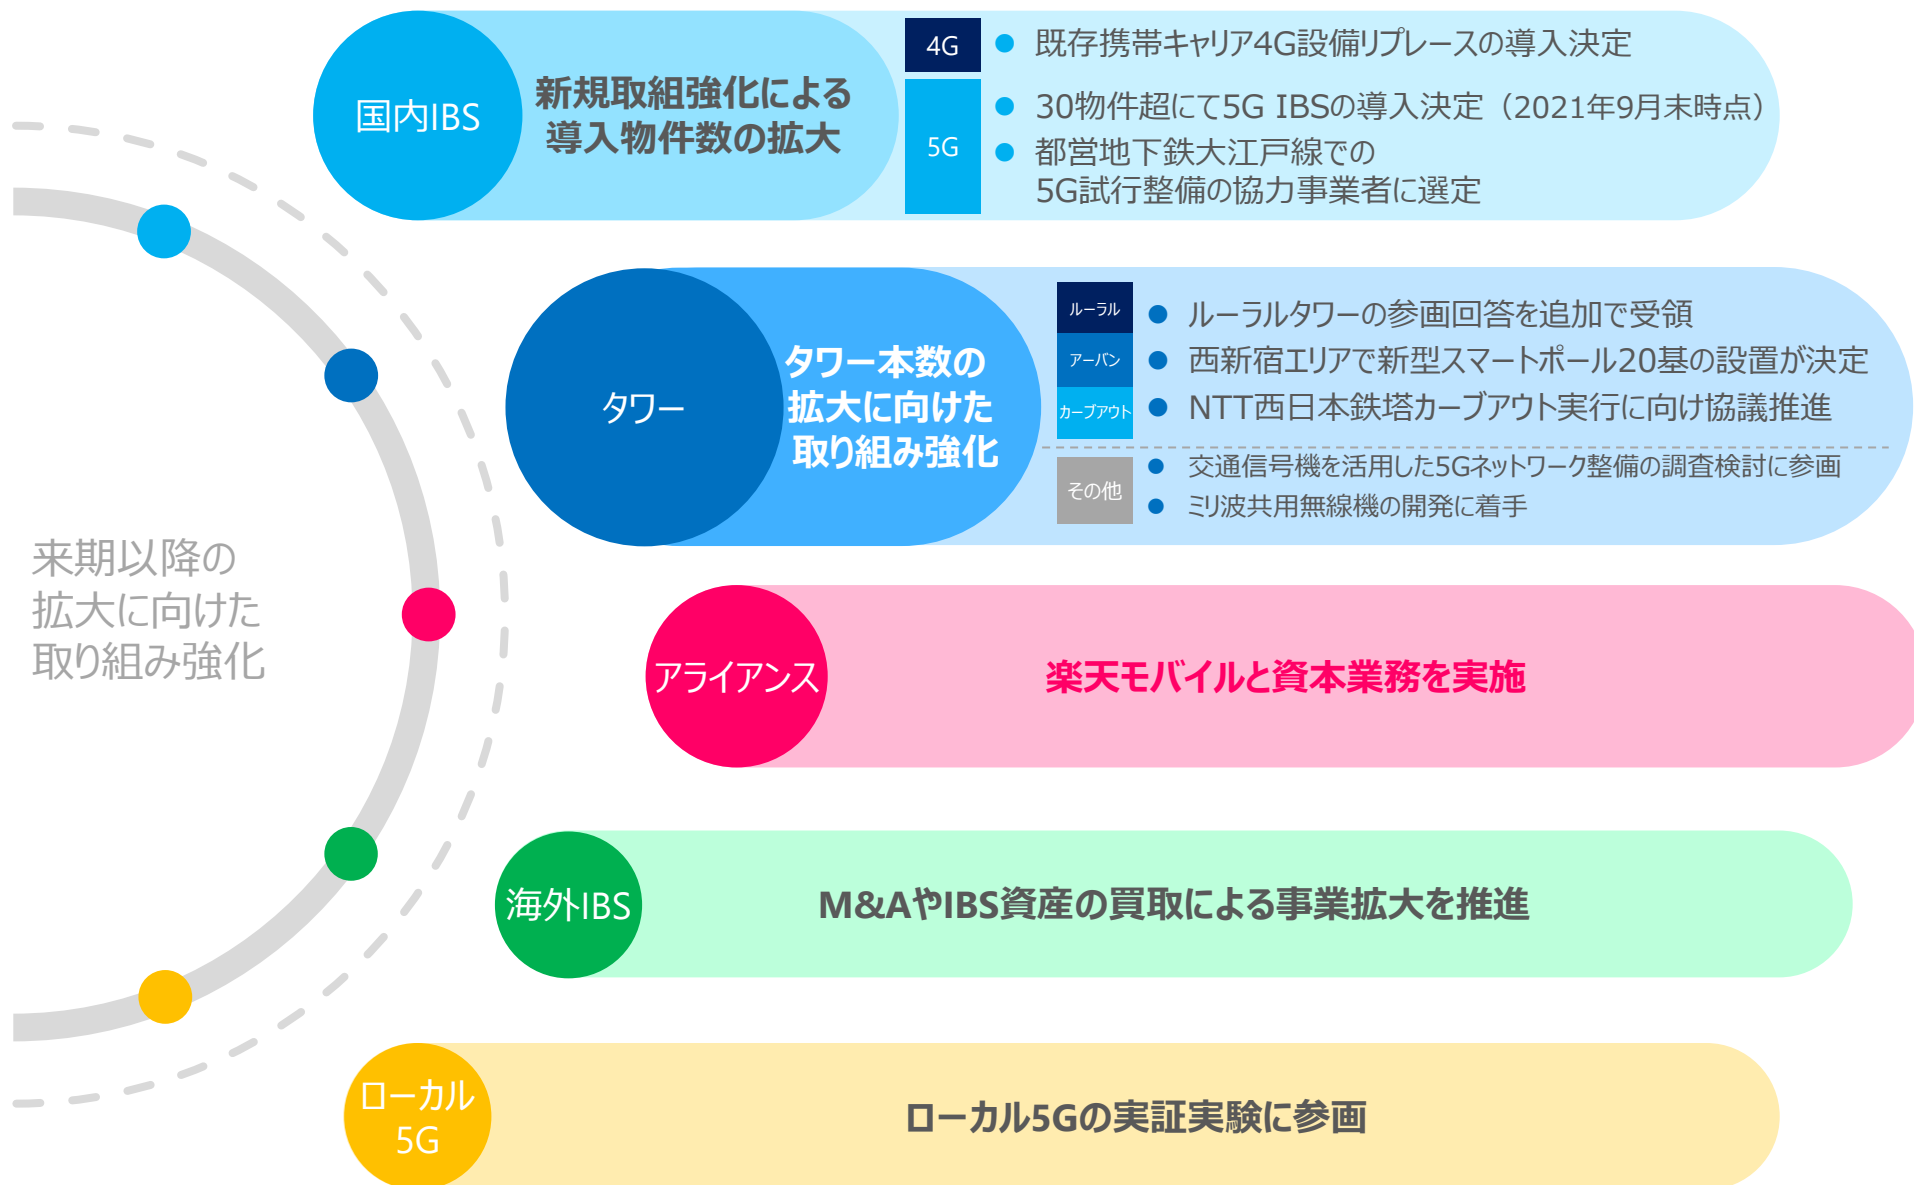 国内IBS
新規取組強化による
導入物件数の拡大
4G
既存携帯キャリア4G設備リプレースの導入決定
5G
30物件超にて5G IBSの導入決定（2021年9月末時点）
都営地下鉄大江戸線での
5G試行整備の協力事業者に選定
タワー
タワー本数の
拡大に向けた
取り組み強化
ルーラル
ルーラルタワーの参画回答を追加で受領
アーバン
西新宿エリアで新型スマートポール20基の設置が決定
カーブアウト
NTT西日本鉄塔カーブアウト実行に向け協議推進
その他
交通信号機を活用した5Gネットワーク整備の調査検討に参画
ミリ波共用無線機の開発に着手
来期以降の
拡大に向けた
取り組み強化
アライアンス
楽天モバイルと資本業務を実施
海外IBS
M&AやIBS資産の買取による事業拡大を推進
ローカル
5G
ローカル5Gの実証実験に参画